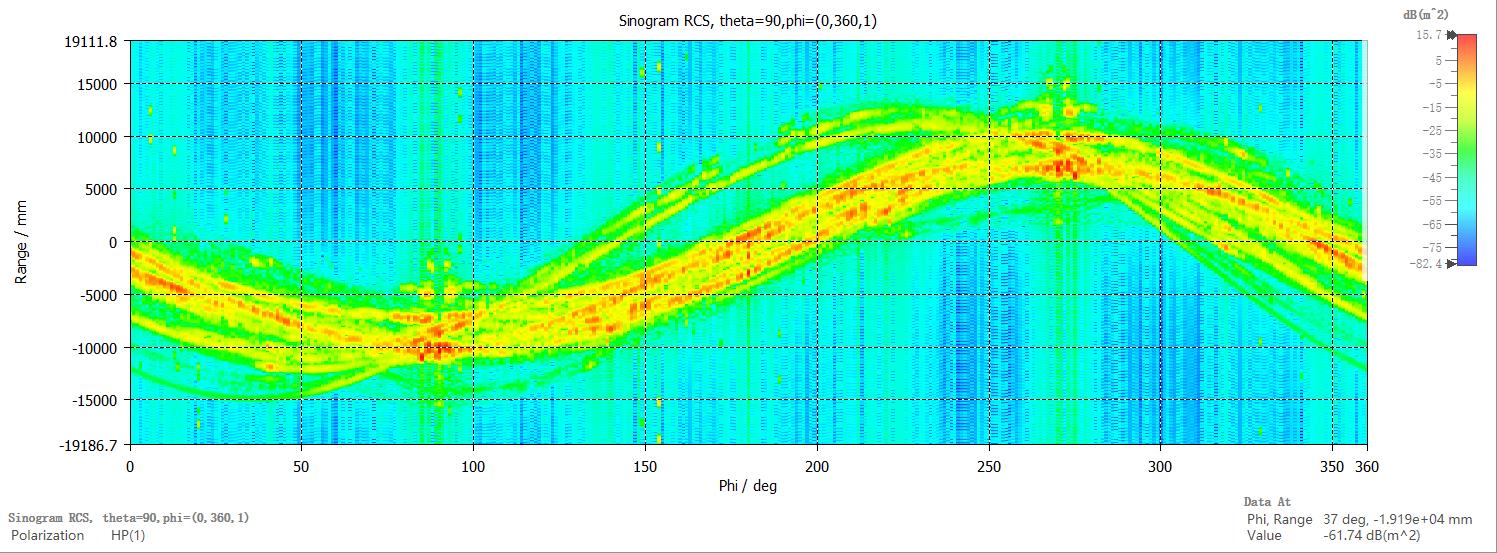 Sinogram RCS, theta=90,phi=(0,360,1)
dB(m^2)
19111.8
15000
10000
5000
0
-5000
-10000
-15000
-19186.7
Range / mm
0 50 100 150 200 250 300 350 360
Phi / deg
15.7
5
-5
-15
-25
-35
-45
-55
-65
-75
-82.4
Sinogram RCS, theta=90,phi=(0,360,1)
Polarization HP(1)
Data At
Phi, Range 37 deg, -1.919e+04 mm
Value -61.74 dB(m^2)